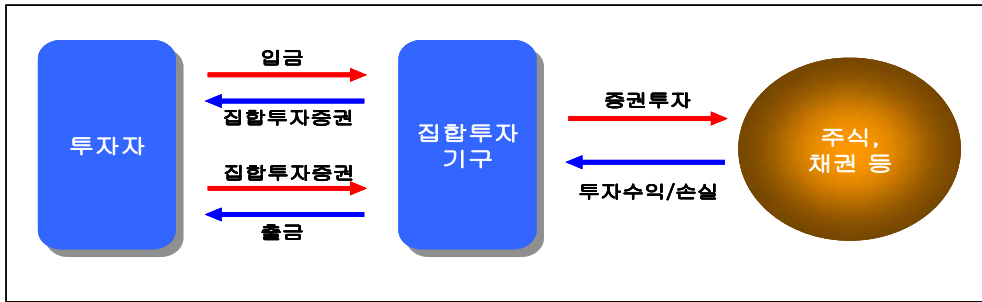 투자자
입금
집합투자증권
집합투자증권
출금
집합투자
기구
증권투자
투자수익/손실
주식,
채권 등